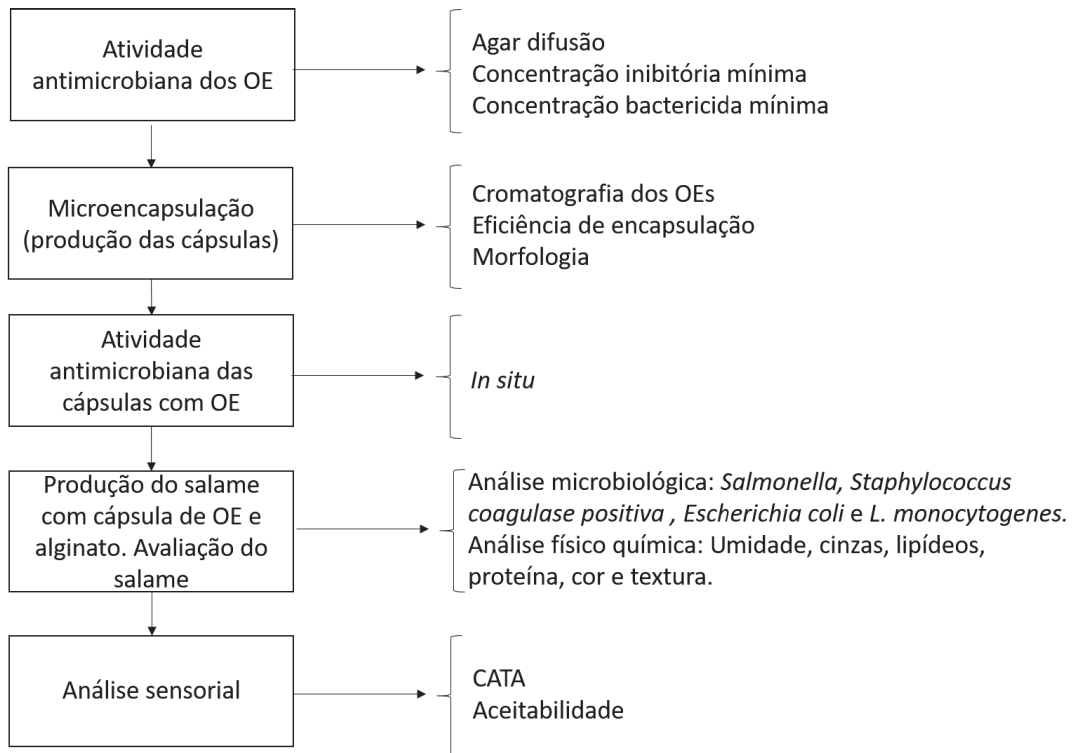 Atividade
antimicrobiana dos OE
Agar difusão
Concentração inibitória mínima
Concentração bactericida mínima
Microencapsulação
(produção das cápsulas)
Cromatografia dos OEs
Eficiência de encapsulação
Morfologia
Atividade
antimicrobiana das
cápsulas com OE
In situ
Produção do salame
com cápsula de OE e
alginato. Avaliação do
salame
Análise microbiológica: Salmonella, Staphylococcus
coagulase positiva , Escherichia coli e L. monocytogenes.
Análise físico química: Umidade, cinzas, lipídeos,
proteína, cor e textura.
Análise sensorial
CATA
Aceitabilidade